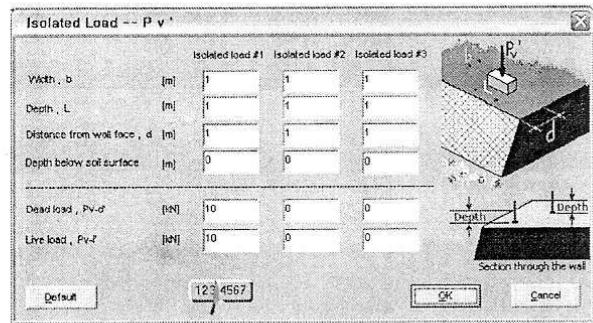 Isolated Load -- P v '
Isolated load #1 Isolated load #2 Isolated load #3
Width , b [m] 1 1 1
Depth , L [m] 1 1 1
Distance from wall face , d [m] 1 1 1
Depth below soil surface [m] 0 0 0
Dead load , Pv-d' [kN] 10 0 0
Live load , Pv-l' [kN] 10 0 0
Pv'
d
Depth Depth
Section through the wall
Default 1234567 OK Cancel